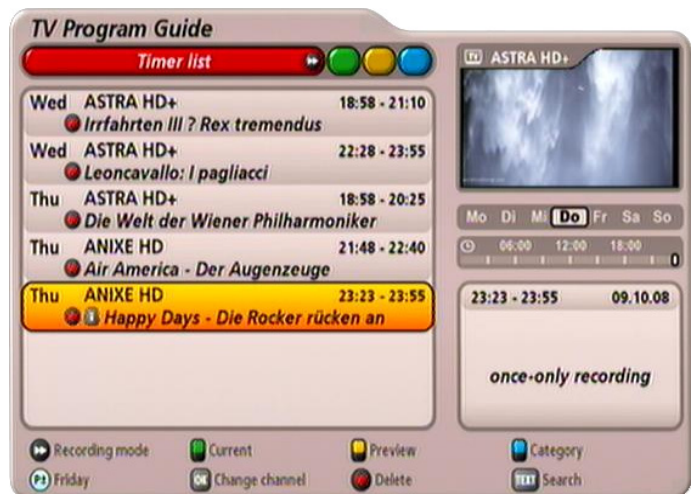 TV Program Guide
Timer list
TV ASTRA HD+
Wed ASTRA HD+ 18:58 - 21:10
Irrfahrten III ? Rex tremendus
Wed ASTRA HD+ 22:28 - 23:55
Leoncavallo: I pagliacci
Thu ASTRA HD+ 18:58 - 20:25
Die Welt der Wiener Philharmoniker
Thu ANIXE HD 21:48 - 22:40
Air America - Der Augenzeuge
Thu ANIXE HD 23:23 - 23:55
Happy Days - Die Rocker rücken an
Mo Di Mi Do Fr Sa So
06:00 12:00 18:00
23:23 - 23:55 09.10.08
once-only recording
Recording mode Current Preview Category
P+ Friday OK Change channel Delete TEXT Search